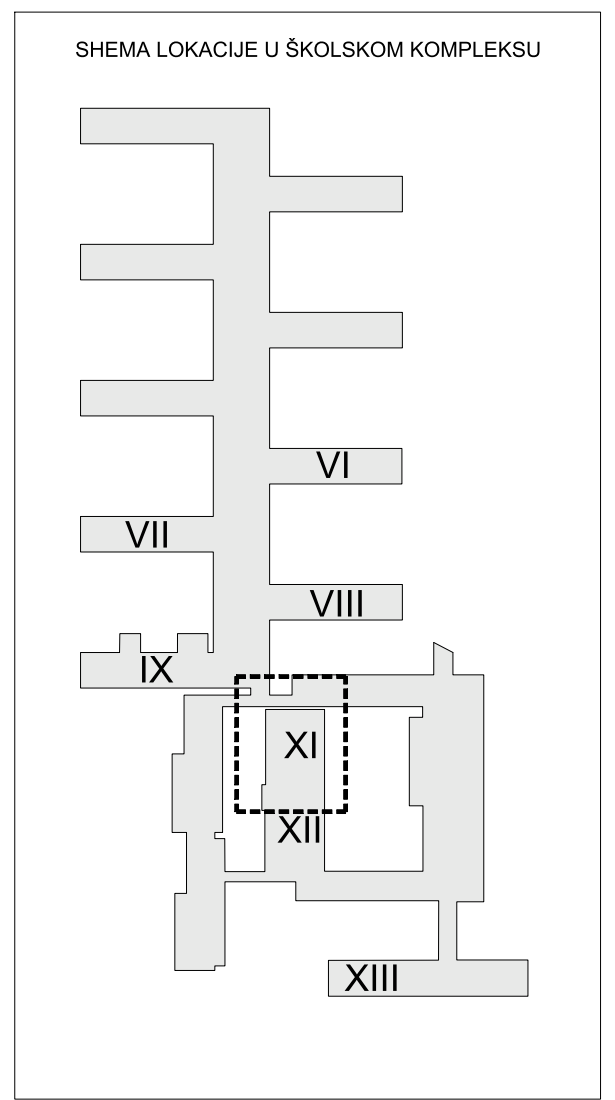 SHEMA LOKACIJE U ŠKOLSKOM KOMPLEKSU
VI
VII
VIII
IX
XI
XII
XIII